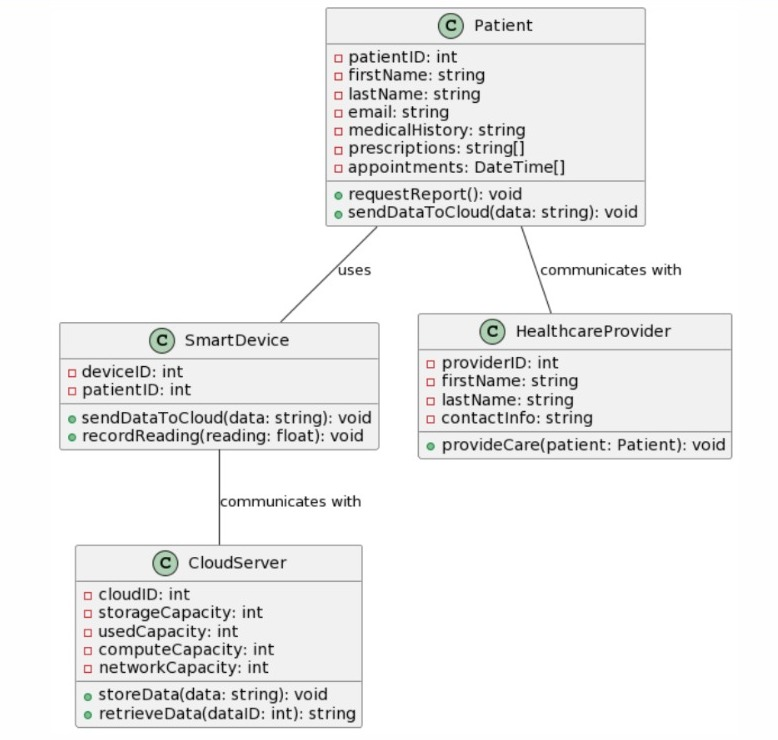 C Patient
patientID: int
firstName: string
lastName: string
email: string
medicalHistory: string
prescriptions: string[]
appointments: DateTime[]
requestReport(): void
sendDataToCloud(data: string): void
uses
communicates with
C SmartDevice
deviceID: int
patientID: int
sendDataToCloud(data: string): void
recordReading(reading: float): void
C HealthcareProvider
providerID: int
firstName: string
lastName: string
contactInfo: string
provideCare(patient: Patient): void
communicates with
C CloudServer
cloudID: int
storageCapacity: int
usedCapacity: int
computeCapacity: int
networkCapacity: int
storeData(data: string): void
retrieveData(dataID: int): string